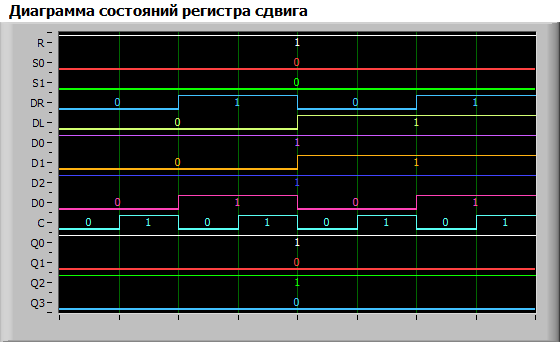 Диаграмма состояний регистра сдвига
R 1
S0 0
S1 0
DR 0 1 0 1
DL 0 1
D0 1
D1 0 1
D2 1
D0 0 1 0 1
C 0 1 0 1 0 1 0 1
Q0 1
Q1 0
Q2 1
Q3 0